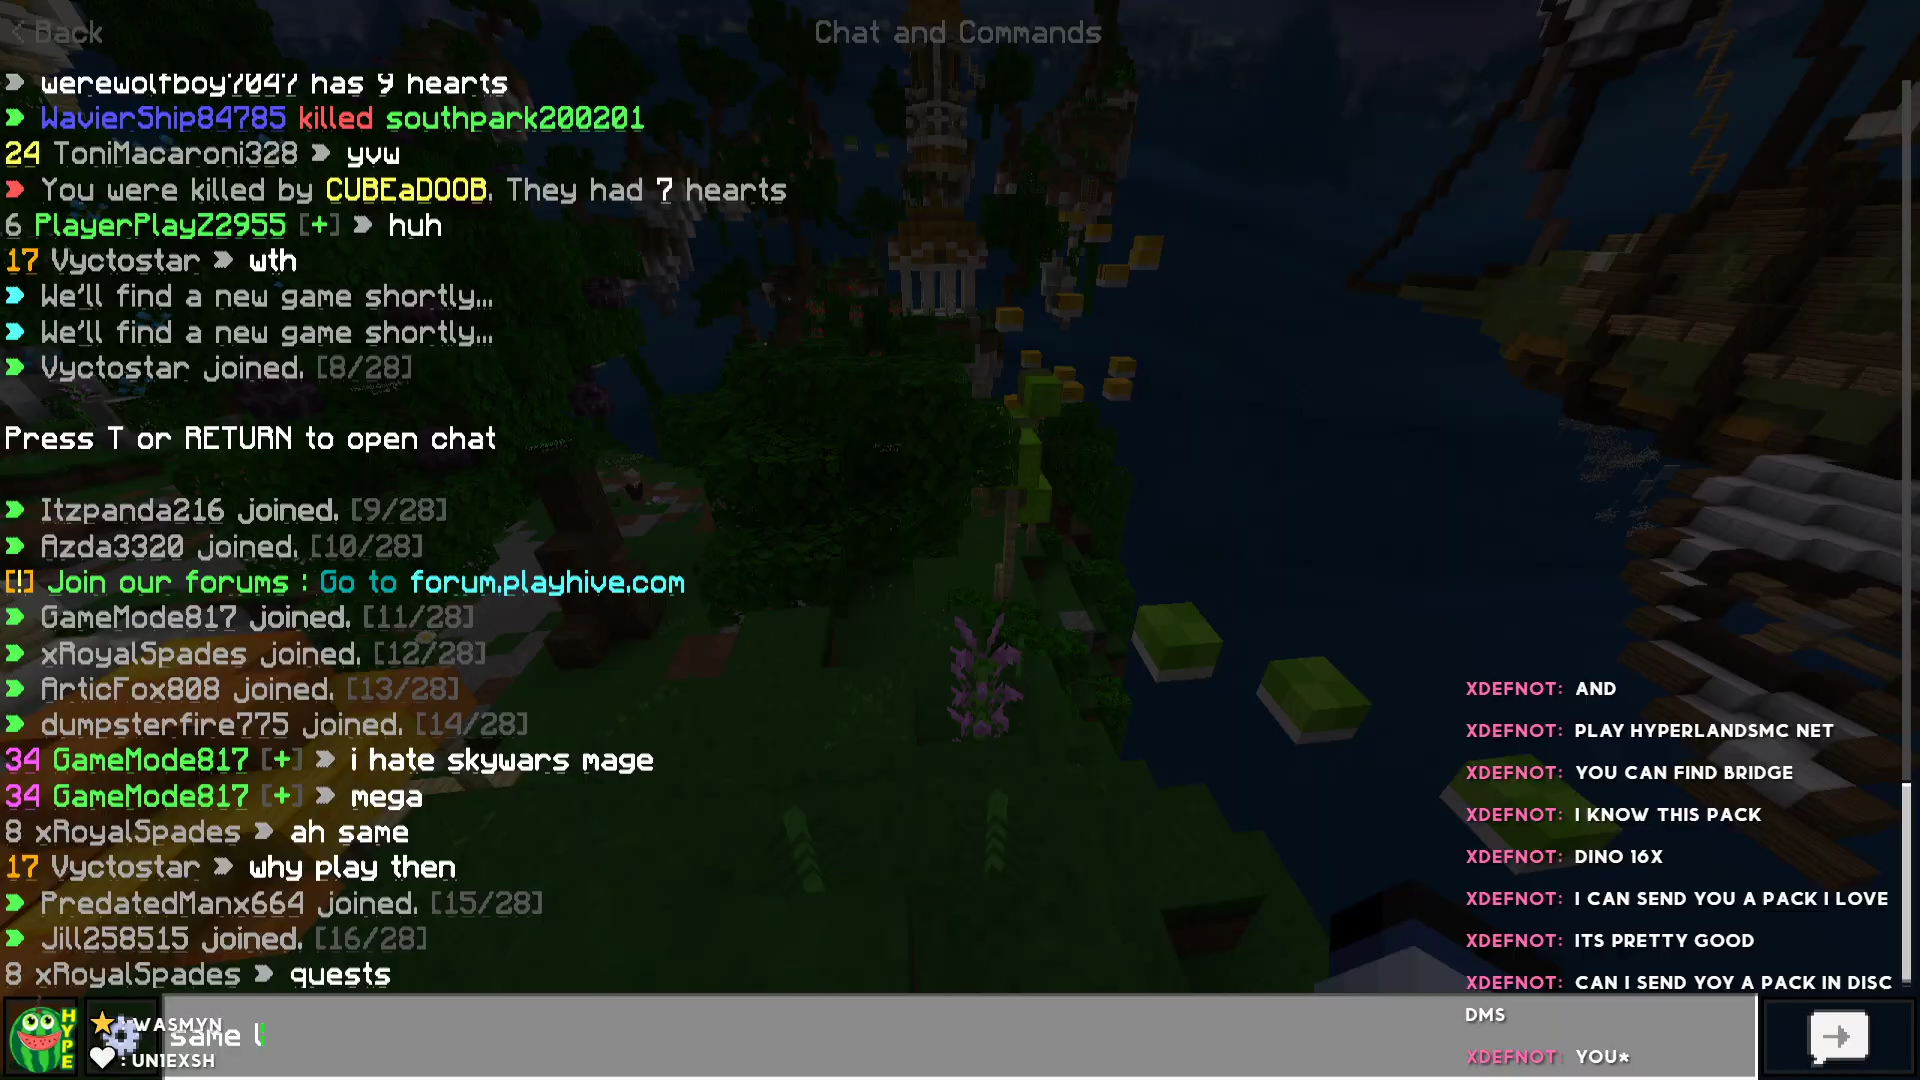 < Back
Chat and Commands
werewolfboy7047 has 9 hearts
WavierShip84785 killed southpark200201
24 ToniMacaroni328 » yvw
You were killed by CUBEaDOOB. They had 7 hearts
6 PlayerPlayZ2955 [+] » huh
17 Vyctostar » wth
We'll find a new game shortly...
We'll find a new game shortly...
Vyctostar joined. [8/28]
Press T or RETURN to open chat
Itzpanda216 joined. [9/28]
Azda3320 joined. [10/28]
[!] Join our forums : Go to forum.playhive.com
GameMode817 joined. [11/28]
xRoyalSpades joined. [12/28]
ArticFox808 joined. [13/28]
dumpsterfire775 joined. [14/28]
34 GameMode817 [+] » i hate skywars mage
34 GameMode817 [+] » mega
8 xRoyalSpades » ah same
17 Vyctostar » why play then
PredatedManx664 joined. [15/28]
Jill258515 joined. [16/28]
8 xRoyalSpades » quests
XDEFNOT: AND
XDEFNOT: PLAY HYPERLANDSMC NET
XDEFNOT: YOU CAN FIND BRIDGE
XDEFNOT: I KNOW THIS PACK
XDEFNOT: DINO 16X
XDEFNOT: I CAN SEND YOU A PACK I LOVE
XDEFNOT: ITS PRETTY GOOD
XDEFNOT: CAN I SEND YOY A PACK IN DISC
DMS
XDEFNOT: YOU*
HYPE
: WASMYN
same l
: UN1EXSH